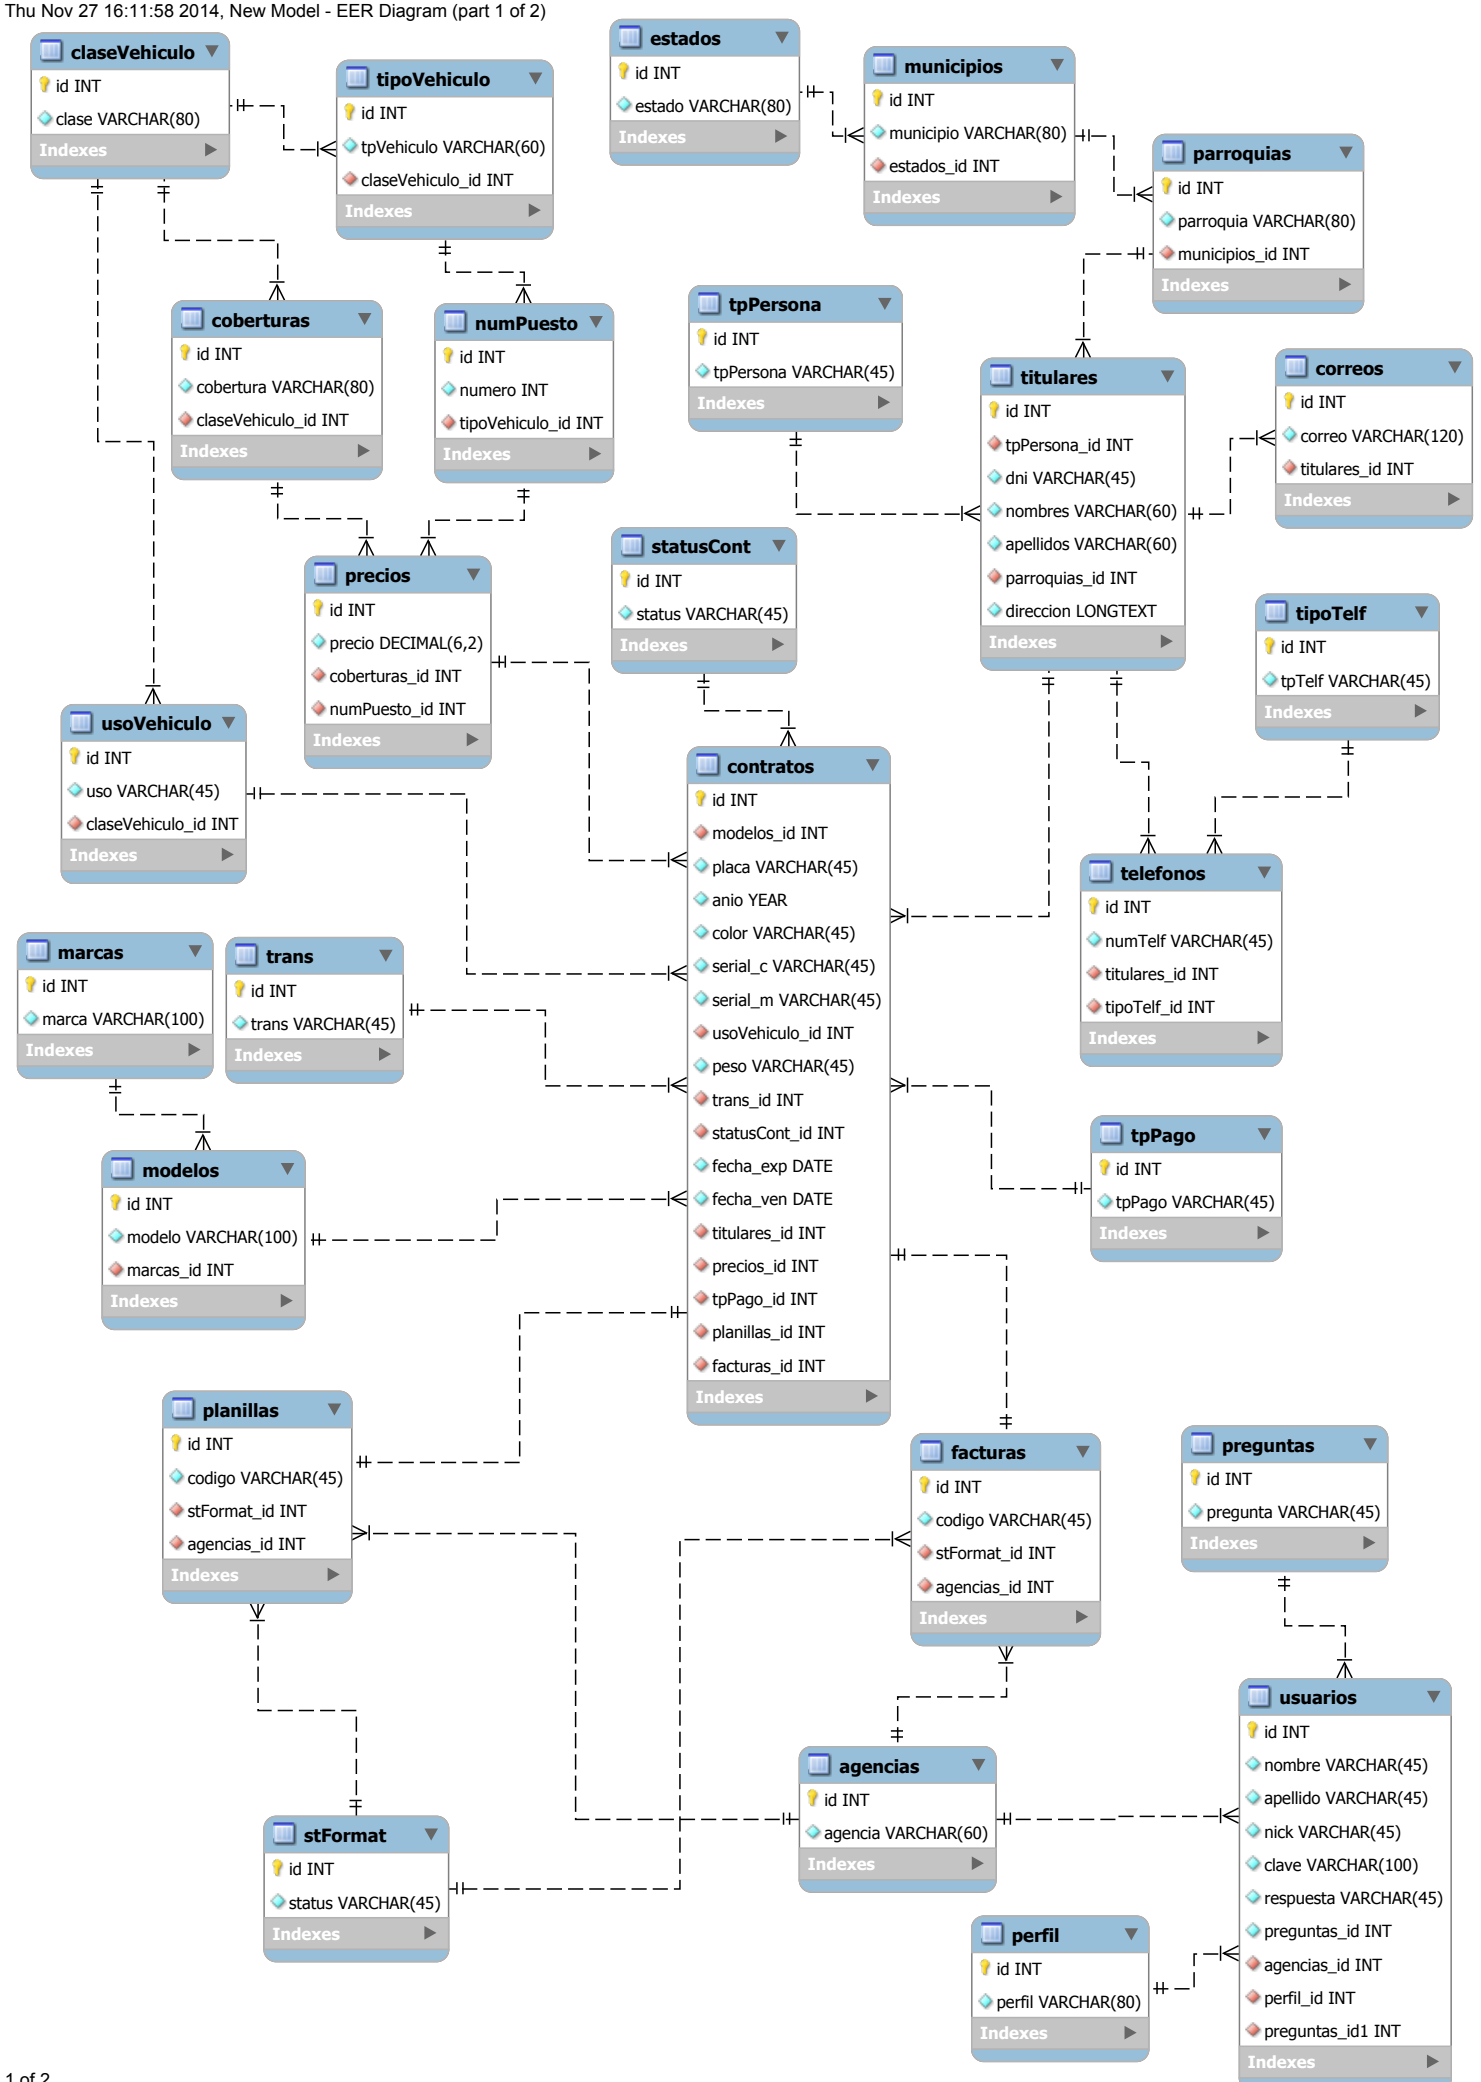 Thu Nov 27 16:11:58 2014, New Model - EER Diagram (part 1 of 2)
claseVehiculo
id INT
clase VARCHAR(80)
Indexes
tipoVehiculo
id INT
tpVehiculo VARCHAR(60)
claseVehiculo_id INT
Indexes
estados
id INT
estado VARCHAR(80)
Indexes
municipios
id INT
municipio VARCHAR(80)
estados_id INT
Indexes
parroquias
id INT
parroquia VARCHAR(80)
municipios_id INT
Indexes
coberturas
id INT
cobertura VARCHAR(80)
claseVehiculo_id INT
Indexes
numPuesto
id INT
numero INT
tipoVehiculo_id INT
Indexes
tpPersona
id INT
tpPersona VARCHAR(45)
Indexes
titulares
id INT
tpPersona_id INT
dni VARCHAR(45)
nombres VARCHAR(60)
apellidos VARCHAR(60)
parroquias_id INT
direccion LONGTEXT
Indexes
correos
id INT
correo VARCHAR(120)
titulares_id INT
Indexes
precios
id INT
precio DECIMAL(6,2)
coberturas_id INT
numPuesto_id INT
Indexes
statusCont
id INT
status VARCHAR(45)
Indexes
tipoTelf
id INT
tpTelf VARCHAR(45)
Indexes
usoVehiculo
id INT
uso VARCHAR(45)
claseVehiculo_id INT
Indexes
contratos
id INT
modelos_id INT
placa VARCHAR(45)
anio YEAR
color VARCHAR(45)
serial_c VARCHAR(45)
serial_m VARCHAR(45)
usoVehiculo_id INT
peso VARCHAR(45)
trans_id INT
statusCont_id INT
fecha_exp DATE
fecha_ven DATE
titulares_id INT
precios_id INT
tpPago_id INT
planillas_id INT
facturas_id INT
Indexes
telefonos
id INT
numTelf VARCHAR(45)
titulares_id INT
tipoTelf_id INT
Indexes
marcas
id INT
marca VARCHAR(100)
Indexes
trans
id INT
trans VARCHAR(45)
Indexes
tpPago
id INT
tpPago VARCHAR(45)
Indexes
modelos
id INT
modelo VARCHAR(100)
marcas_id INT
Indexes
planillas
id INT
codigo VARCHAR(45)
stFormat_id INT
agencias_id INT
Indexes
facturas
id INT
codigo VARCHAR(45)
stFormat_id INT
agencias_id INT
Indexes
preguntas
id INT
pregunta VARCHAR(45)
Indexes
usuarios
id INT
nombre VARCHAR(45)
apellido VARCHAR(45)
nick VARCHAR(45)
clave VARCHAR(100)
respuesta VARCHAR(45)
preguntas_id INT
agencias_id INT
perfil_id INT
preguntas_id1 INT
Indexes
agencias
id INT
agencia VARCHAR(60)
Indexes
stFormat
id INT
status VARCHAR(45)
Indexes
perfil
id INT
perfil VARCHAR(80)
Indexes
1 of 2